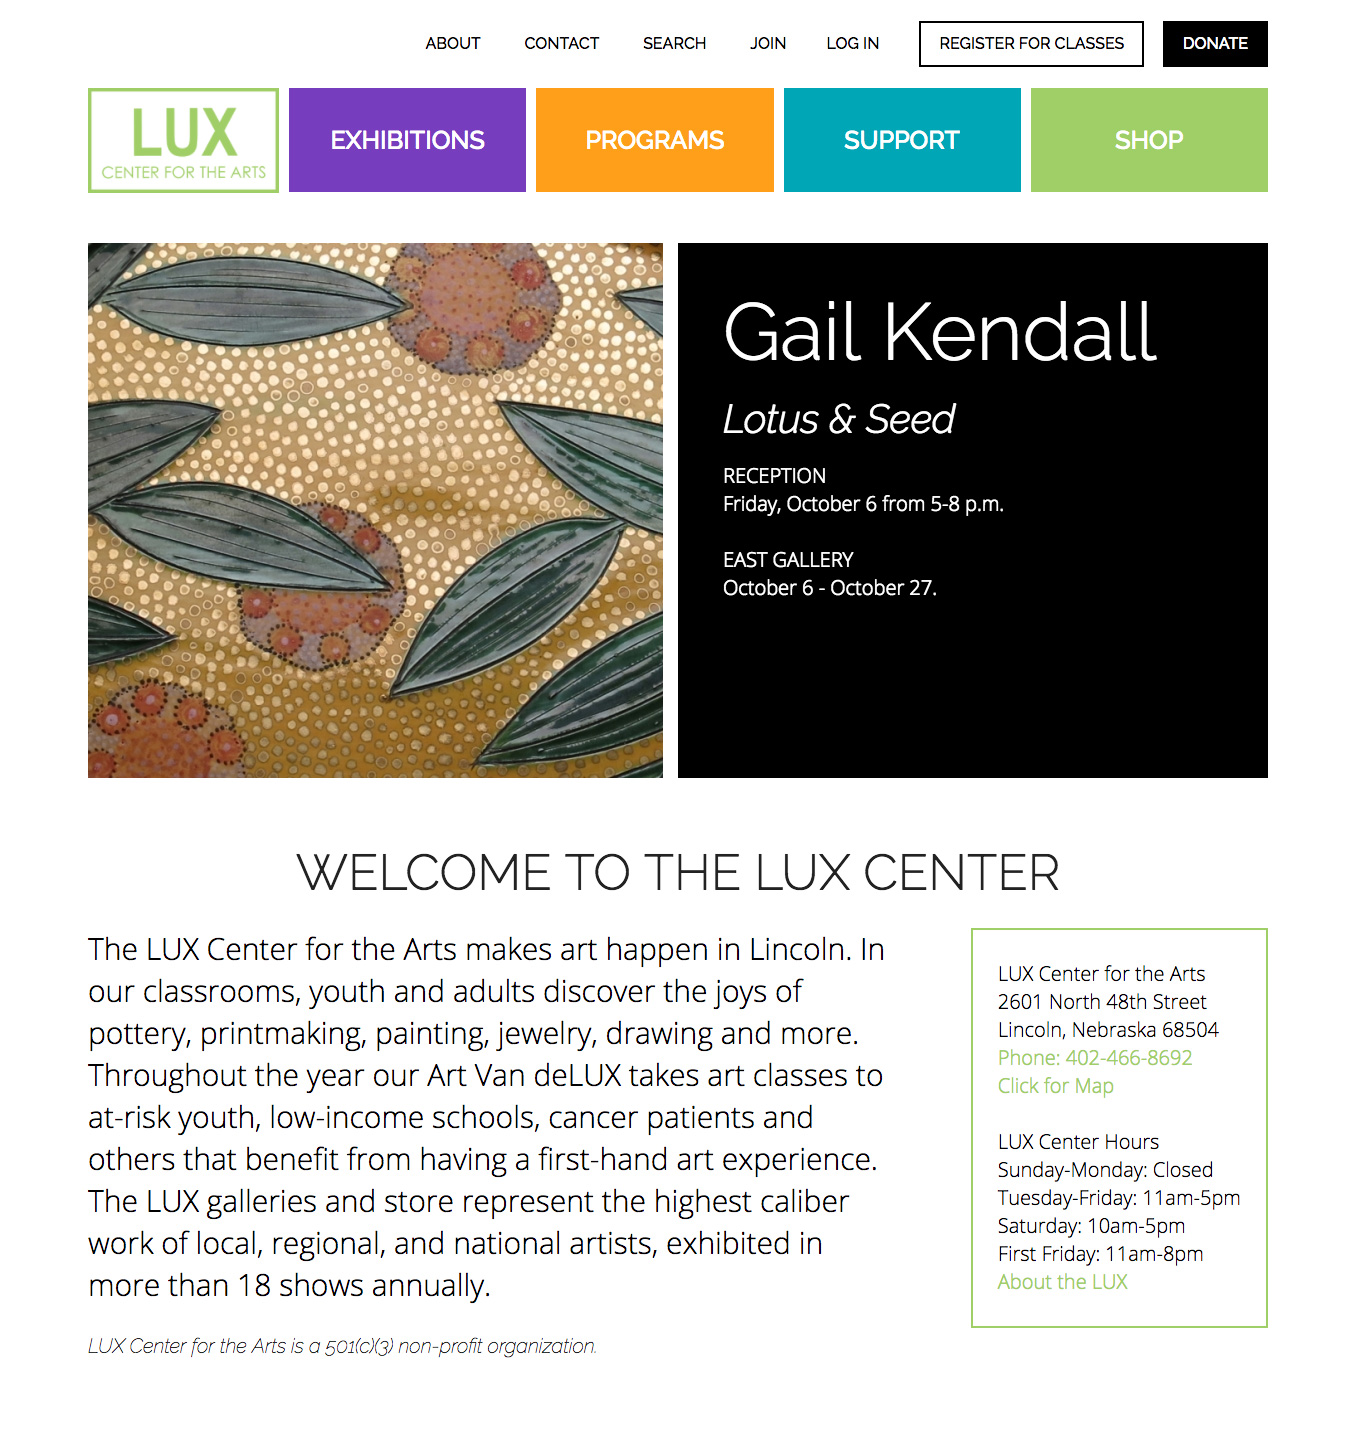 ABOUT CONTACT SEARCH JOIN LOG IN REGISTER FOR CLASSES DONATE
LUX
CENTER FOR THE ARTS
EXHIBITIONS PROGRAMS SUPPORT SHOP
Gail Kendall
Lotus & Seed
RECEPTION
Friday, October 6 from 5-8 p.m.
EAST GALLERY
October 6 - October 27.
WELCOME TO THE LUX CENTER
The LUX Center for the Arts makes art happen in Lincoln. In
our classrooms, youth and adults discover the joys of
pottery, printmaking, painting, jewelry, drawing and more.
Throughout the year our Art Van deLUX takes art classes to
at-risk youth, low-income schools, cancer patients and
others that benefit from having a first-hand art experience.
The LUX galleries and store represent the highest caliber
work of local, regional, and national artists, exhibited in
more than 18 shows annually.
LUX Center for the Arts is a 501(c)(3) non-profit organization.
LUX Center for the Arts
2601 North 48th Street
Lincoln, Nebraska 68504
Phone: 402-466-8692
Click for Map
LUX Center Hours
Sunday-Monday: Closed
Tuesday-Friday: 11am-5pm
Saturday: 10am-5pm
First Friday: 11am-8pm
About the LUX